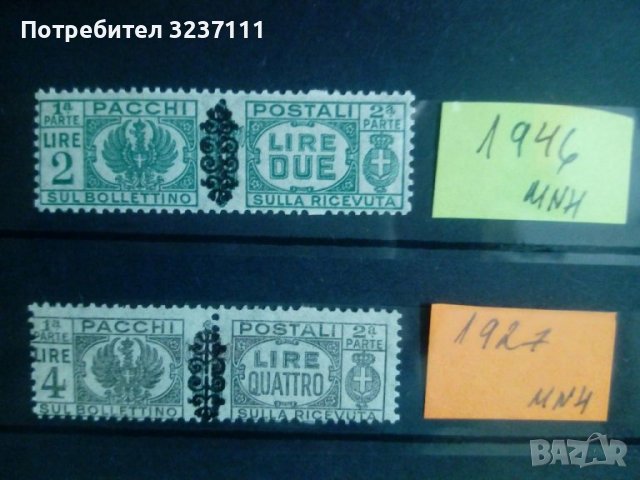 Потребител 3237111
1ª PARTE PACCHI POSTALI 2ª PARTE
LIRE 2 LIRE DUE
SUL BOLLETTINO SULLA RICEVUTA
1946
MNH
1ª PARTE PACCHI POSTALI 2ª PARTE
LIRE 4 LIRE QUATTRO
SUL BOLLETTINO SULLA RICEVUTA
1927
MNH
BAZAR